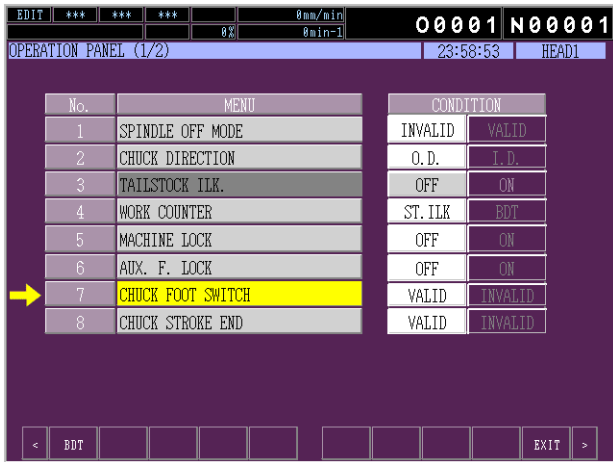 EDIT *** *** *** 0mm/min O0001 N00001
0% 0min-1
OPERATION PANEL (1/2) 23:58:53 HEAD1
No. MENU CONDITION
1 SPINDLE OFF MODE INVALID VALID
2 CHUCK DIRECTION O.D. I.D.
3 TAILSTOCK ILK. OFF ON
4 WORK COUNTER ST.ILK BDT
5 MACHINE LOCK OFF ON
6 AUX. F. LOCK OFF ON
7 CHUCK FOOT SWITCH VALID INVALID
8 CHUCK STROKE END VALID INVALID
< BDT EXIT >